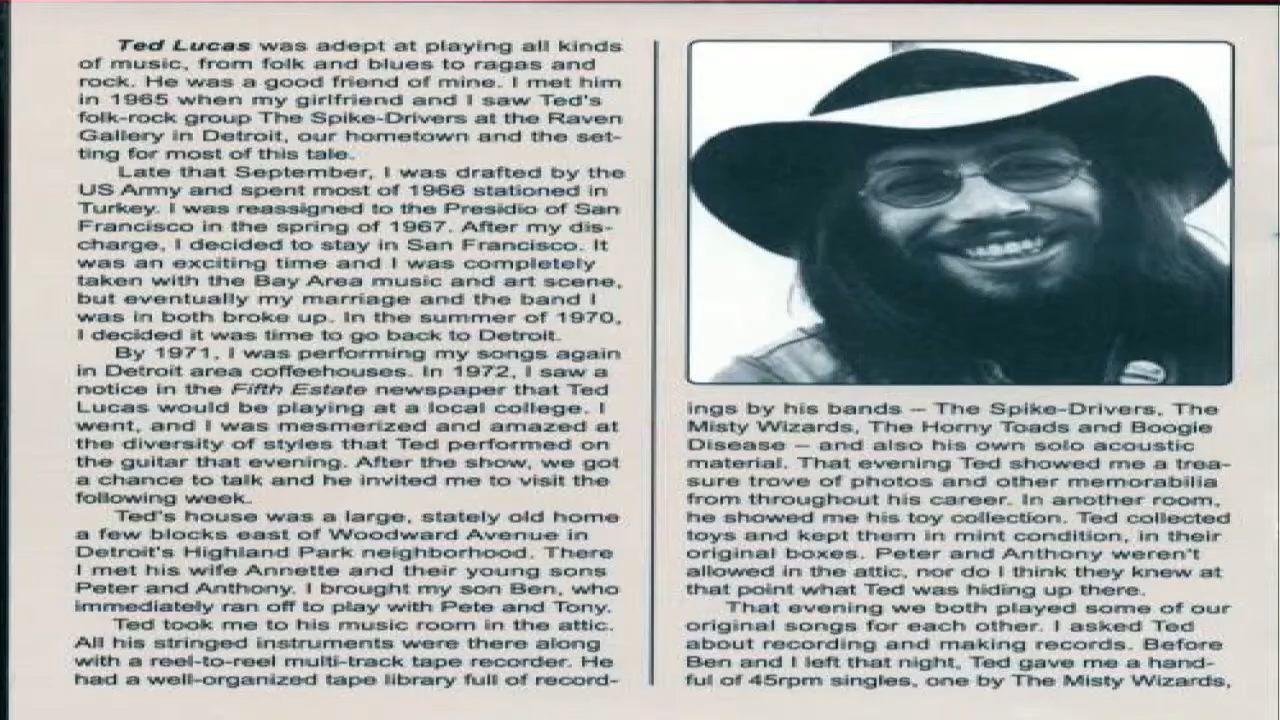 Ted Lucas was adept at playing all kinds
of music, from folk and blues to ragas and
rock. He was a good friend of mine. I met him
in 1965 when my girlfriend and I saw Ted's
folk-rock group The Spike-Drivers at the Raven
Gallery in Detroit, our hometown and the set-
ting for most of this tale.
Late that September, I was drafted by the
US Army and spent most of 1966 stationed in
Turkey. I was reassigned to the Presidio of San
Francisco in the spring of 1967. After my dis-
charge, I decided to stay in San Francisco. It
was an exciting time and I was completely
taken with the Bay Area music and art scene,
but eventually my marriage and the band I
was in both broke up. In the summer of 1970,
I decided it was time to go back to Detroit.
By 1971, I was performing my songs again
in Detroit area coffeehouses. In 1972, I saw a
notice in the Fifth Estate newspaper that Ted
Lucas would be playing at a local college. I
went, and I was mesmerized and amazed at
the diversity of styles that Ted performed on
the guitar that evening. After the show, we got
a chance to talk and he invited me to visit the
following week.
Ted's house was a large, stately old home
a few blocks east of Woodward Avenue in
Detroit's Highland Park neighborhood. There
I met his wife Annette and their young sons
Peter and Anthony. I brought my son Ben, who
immediately ran off to play with Pete and Tony.
Ted took me to his music room in the attic.
All his stringed instruments were there along
with a reel-to-reel multi-track tape recorder. He
had a well-organized tape library full of record-
ings by his bands – The Spike-Drivers, The
Misty Wizards, The Horny Toads and Boogie
Disease – and also his own solo acoustic
material. That evening Ted showed me a trea-
sure trove of photos and other memorabilia
from throughout his career. In another room,
he showed me his toy collection. Ted collected
toys and kept them in mint condition, in their
original boxes. Peter and Anthony weren't
allowed in the attic, nor do I think they knew at
that point what Ted was hiding up there.
That evening we both played some of our
original songs for each other. I asked Ted
about recording and making records. Before
Ben and I left that night, Ted gave me a hand-
ful of 45rpm singles, one by The Misty Wizards,